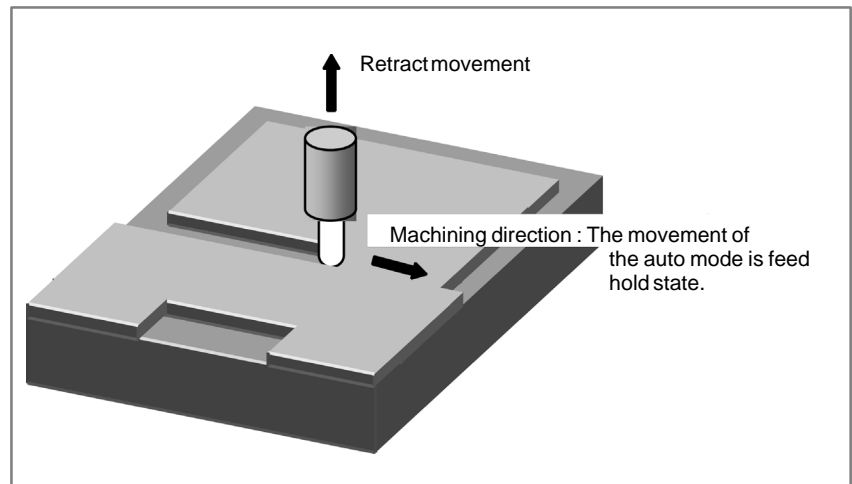 Retract movement
Machining direction : The movement of
the auto mode is feed
hold state.